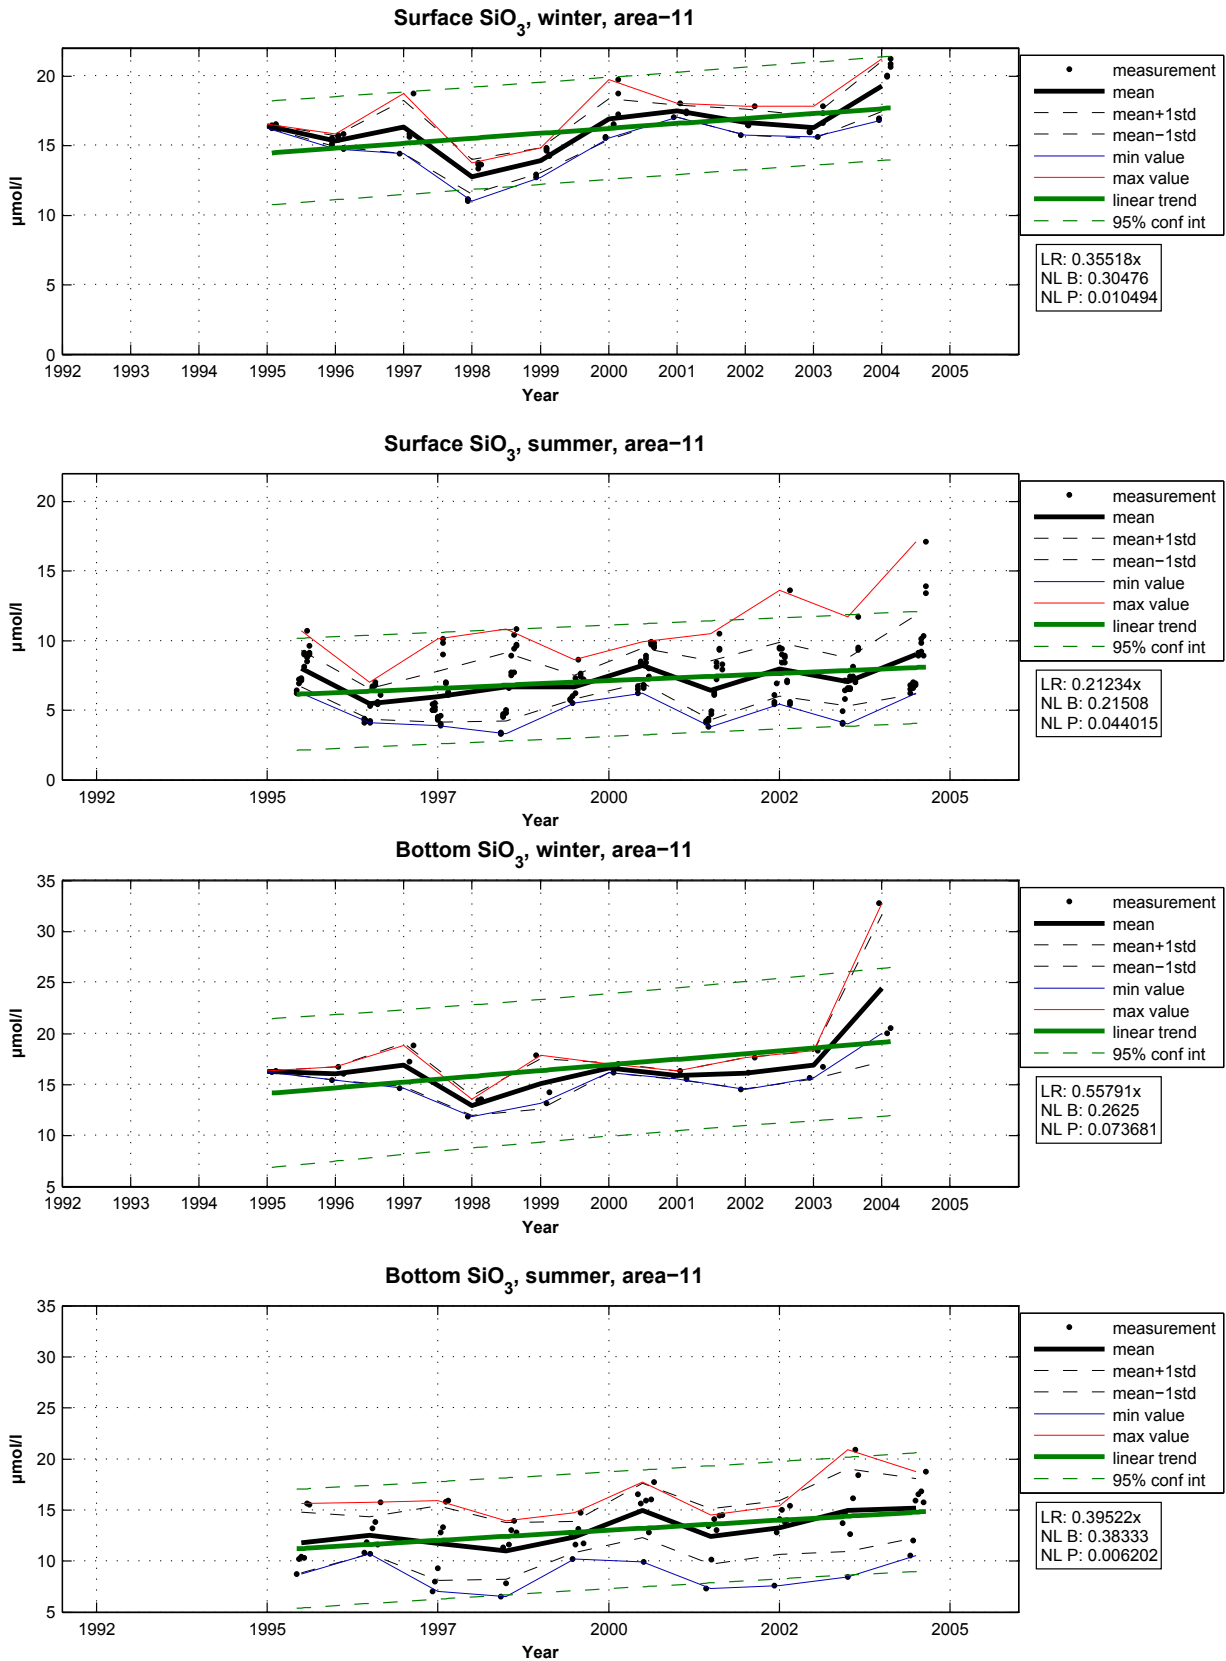 Surface SiO3, winter, area−11
20
15
10
5
0
µmol/l
1992 1993 1994 1995 1996 1997 1998 1999 2000 2001 2002 2003 2004 2005
Year
measurement
mean
mean+1std
mean−1std
min value
max value
linear trend
95% conf int
LR: 0.35518x
NL B: 0.30476
NL P: 0.010494
Surface SiO3, summer, area−11
20
15
10
5
0
µmol/l
1992 1995 1997 2000 2002 2005
Year
measurement
mean
mean+1std
mean−1std
min value
max value
linear trend
95% conf int
LR: 0.21234x
NL B: 0.21508
NL P: 0.044015
Bottom SiO3, winter, area−11
35
30
25
20
15
10
5
µmol/l
1992 1993 1994 1995 1996 1997 1998 1999 2000 2001 2002 2003 2004 2005
Year
measurement
mean
mean+1std
mean−1std
min value
max value
linear trend
95% conf int
LR: 0.55791x
NL B: 0.2625
NL P: 0.073681
Bottom SiO3, summer, area−11
35
30
25
20
15
10
5
µmol/l
1992 1995 1997 2000 2002 2005
Year
measurement
mean
mean+1std
mean−1std
min value
max value
linear trend
95% conf int
LR: 0.39522x
NL B: 0.38333
NL P: 0.006202